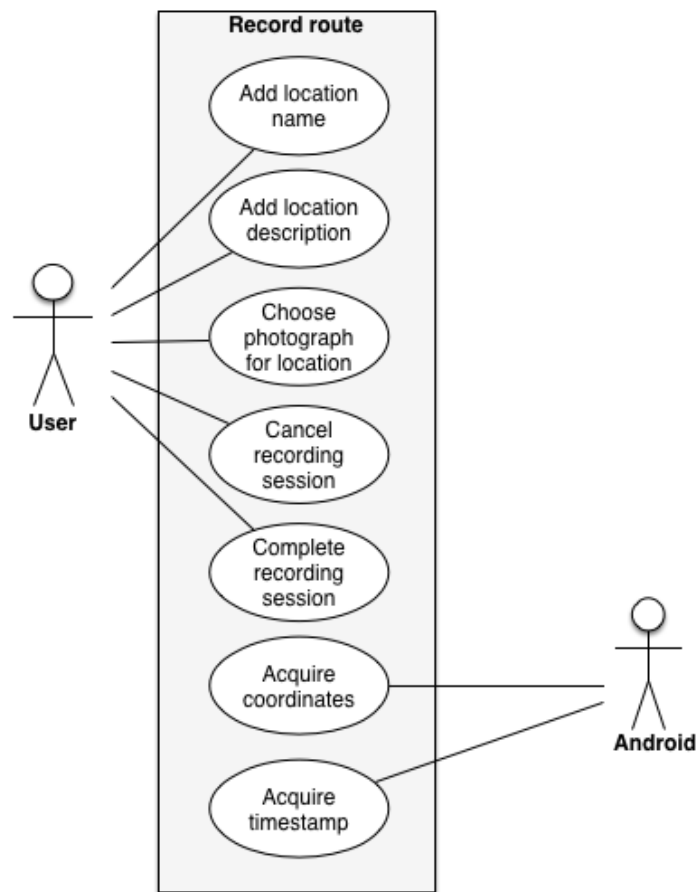 Record route
Add location
name
Add location
description
Choose
photograph
for location
User
Cancel
recording
session
Complete
recording
session
Acquire
coordinates
Android
Acquire
timestamp